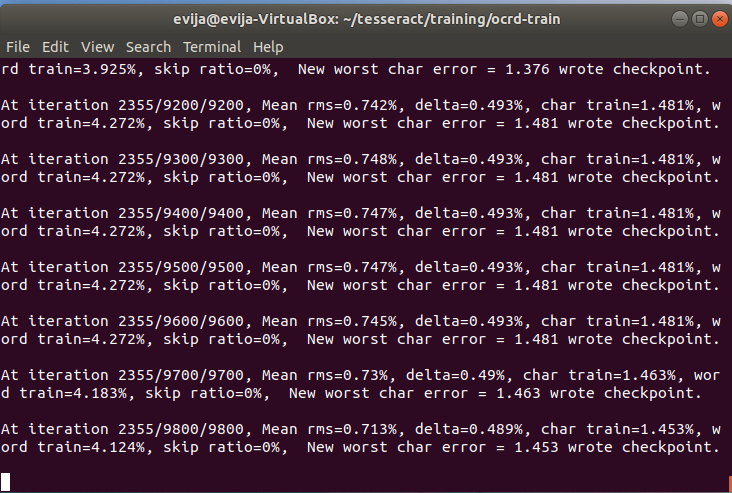 evija@evija-VirtualBox: ~/tesseract/training/ocrd-train
File Edit View Search Terminal Help
rd train=3.925%, skip ratio=0%,  New worst char error = 1.376 wrote checkpoint.
At iteration 2355/9200/9200, Mean rms=0.742%, delta=0.493%, char train=1.481%, w
ord train=4.272%, skip ratio=0%,  New worst char error = 1.481 wrote checkpoint.
At iteration 2355/9300/9300, Mean rms=0.748%, delta=0.493%, char train=1.481%, w
ord train=4.272%, skip ratio=0%,  New worst char error = 1.481 wrote checkpoint.
At iteration 2355/9400/9400, Mean rms=0.747%, delta=0.493%, char train=1.481%, w
ord train=4.272%, skip ratio=0%,  New worst char error = 1.481 wrote checkpoint.
At iteration 2355/9500/9500, Mean rms=0.747%, delta=0.493%, char train=1.481%, w
ord train=4.272%, skip ratio=0%,  New worst char error = 1.481 wrote checkpoint.
At iteration 2355/9600/9600, Mean rms=0.745%, delta=0.493%, char train=1.481%, w
ord train=4.272%, skip ratio=0%,  New worst char error = 1.481 wrote checkpoint.
At iteration 2355/9700/9700, Mean rms=0.73%, delta=0.49%, char train=1.463%, wor
d train=4.183%, skip ratio=0%,  New worst char error = 1.463 wrote checkpoint.
At iteration 2355/9800/9800, Mean rms=0.713%, delta=0.489%, char train=1.453%, w
ord train=4.124%, skip ratio=0%,  New worst char error = 1.453 wrote checkpoint.